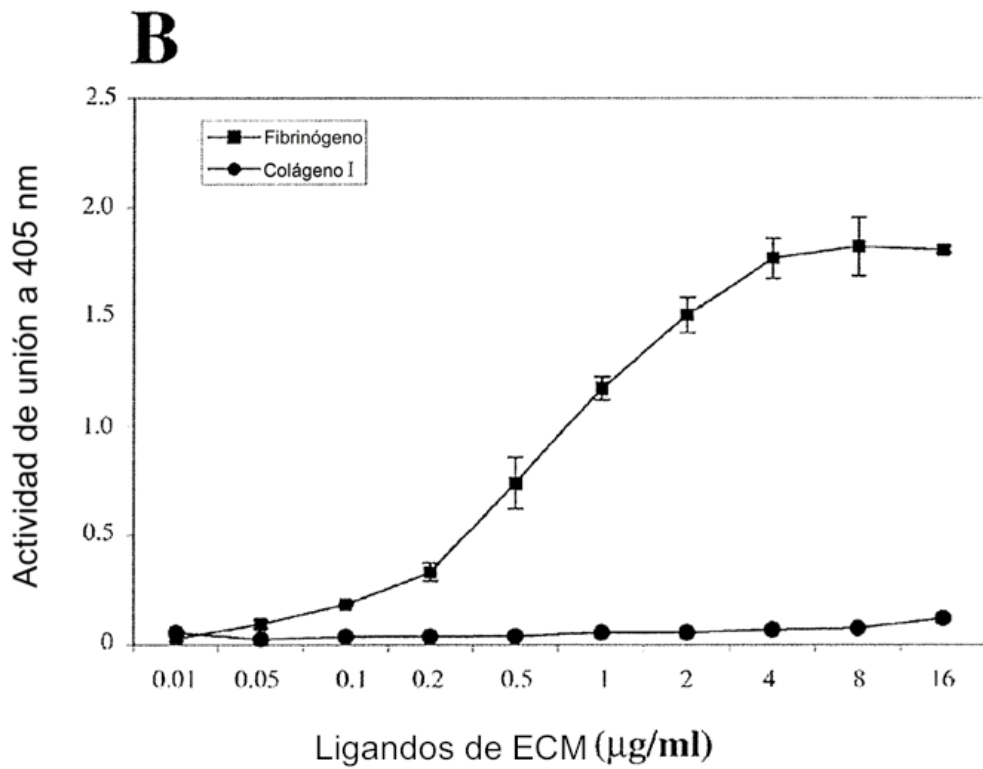 B
2.5
Fibrinógeno
Colágeno I
2.0
1.5
1.0
0.5
0
Actividad de unión a 405 nm
0.01 0.05 0.1 0.2 0.5 1 2 4 8 16
Ligandos de ECM (µg/ml)